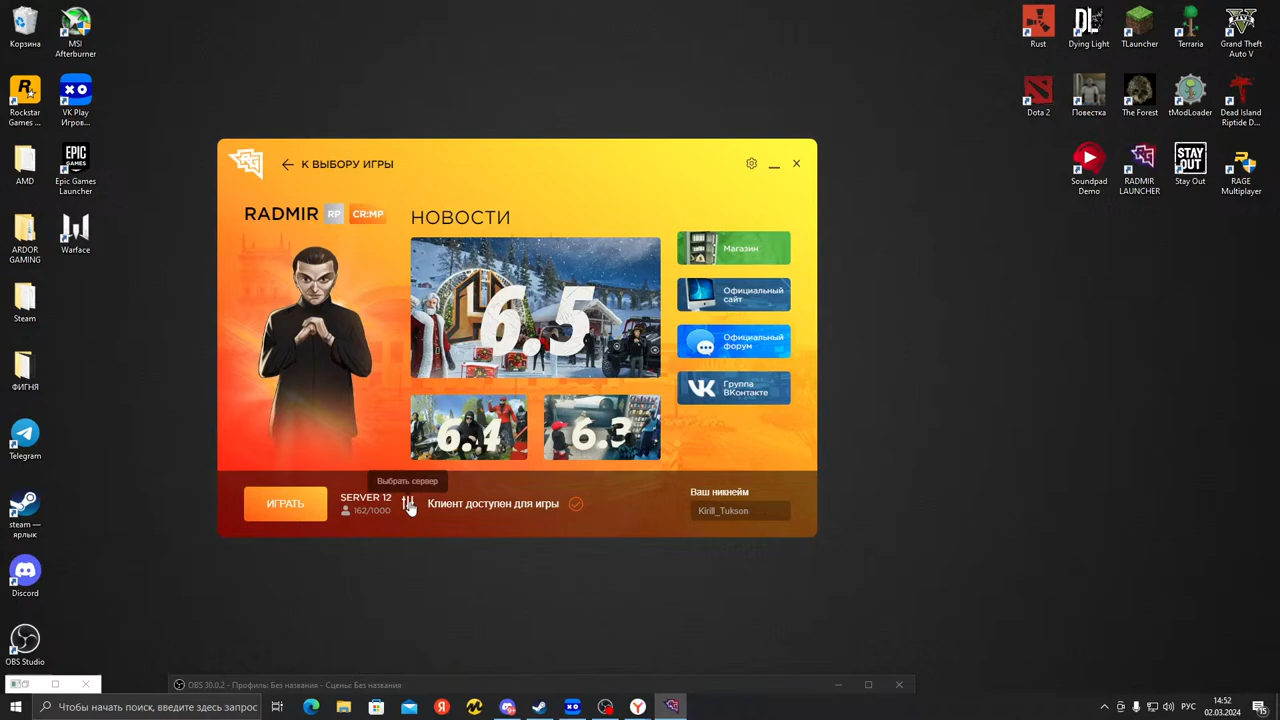 Корзина
MSI
Afterburner
Rockstar
Games ...
VK Play
Игров...
AMD
Epic Games
Launcher
ARDOR
GAMING
Warface
Steam
ФИГНЯ
Telegram
steam —
ярлык
Discord
OBS Studio
Rust
Dying Light
TLauncher
Terraria
Grand Theft
Auto V
Dota 2
Повестка
The Forest
tModLoader
Dead Island
Riptide D...
Soundpad
Demo
RADMIR
LAUNCHER
STAY
OUT
Stay Out
RAGE
Multiplayer
К ВЫБОРУ ИГРЫ
RADMIR RP CR:MP
НОВОСТИ
6.5
6.4
6.3
Магазин
Официальный
сайт
Официальный
форум
Группа
ВКонтакте
Выбрать сервер
ИГРАТЬ
SERVER 12
162/1000
Клиент доступен для игры
Ваш никнейм
Kirill_Tukson
OBS 30.0.2 - Профиль: Без названия - Сцены: Без названия
Чтобы начать поиск, введите здесь запрос
РУС
14:52
02.03.2024